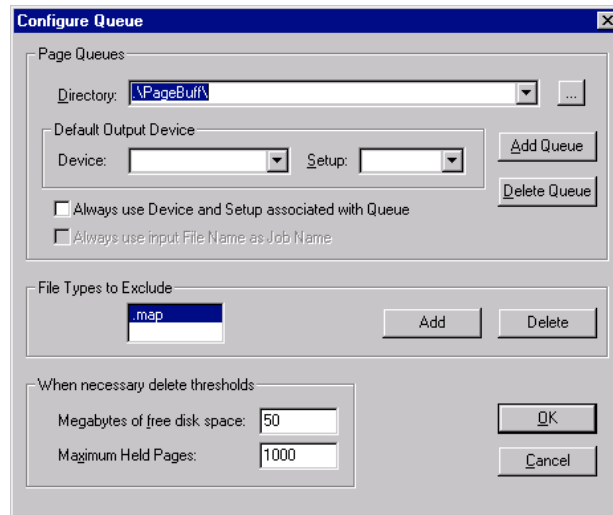 Configure Queue
Page Queues
Directory: .\PageBuff\ ...
Default Output Device
Device: Setup:
Add Queue
Delete Queue
Always use Device and Setup associated with Queue
Always use input File Name as Job Name
File Types to Exclude
.map
Add Delete
When necessary delete thresholds
Megabytes of free disk space: 50
Maximum Held Pages: 1000
OK
Cancel